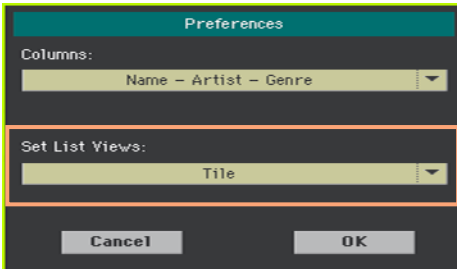 Preferences
Columns:
Name – Artist – Genre
Set List Views:
Tile
Cancel OK